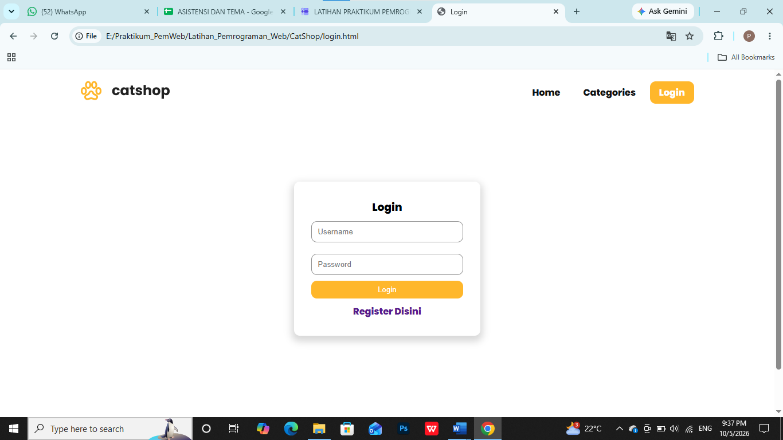 (52) WhatsApp
ASISTENSI DAN TEMA - Google
LATIHAN PRAKTIKUM PEMROG
Login
Ask Gemini
File
E:/Praktikum_PemWeb/Latihan_Pemrograman_Web/CatShop/login.html
P
All Bookmarks
catshop
Home
Categories
Login
Login
Username
Password
Login
Register Disini
Type here to search
Ps
W
W
22°C
ENG
9:37 PM
10/5/2026